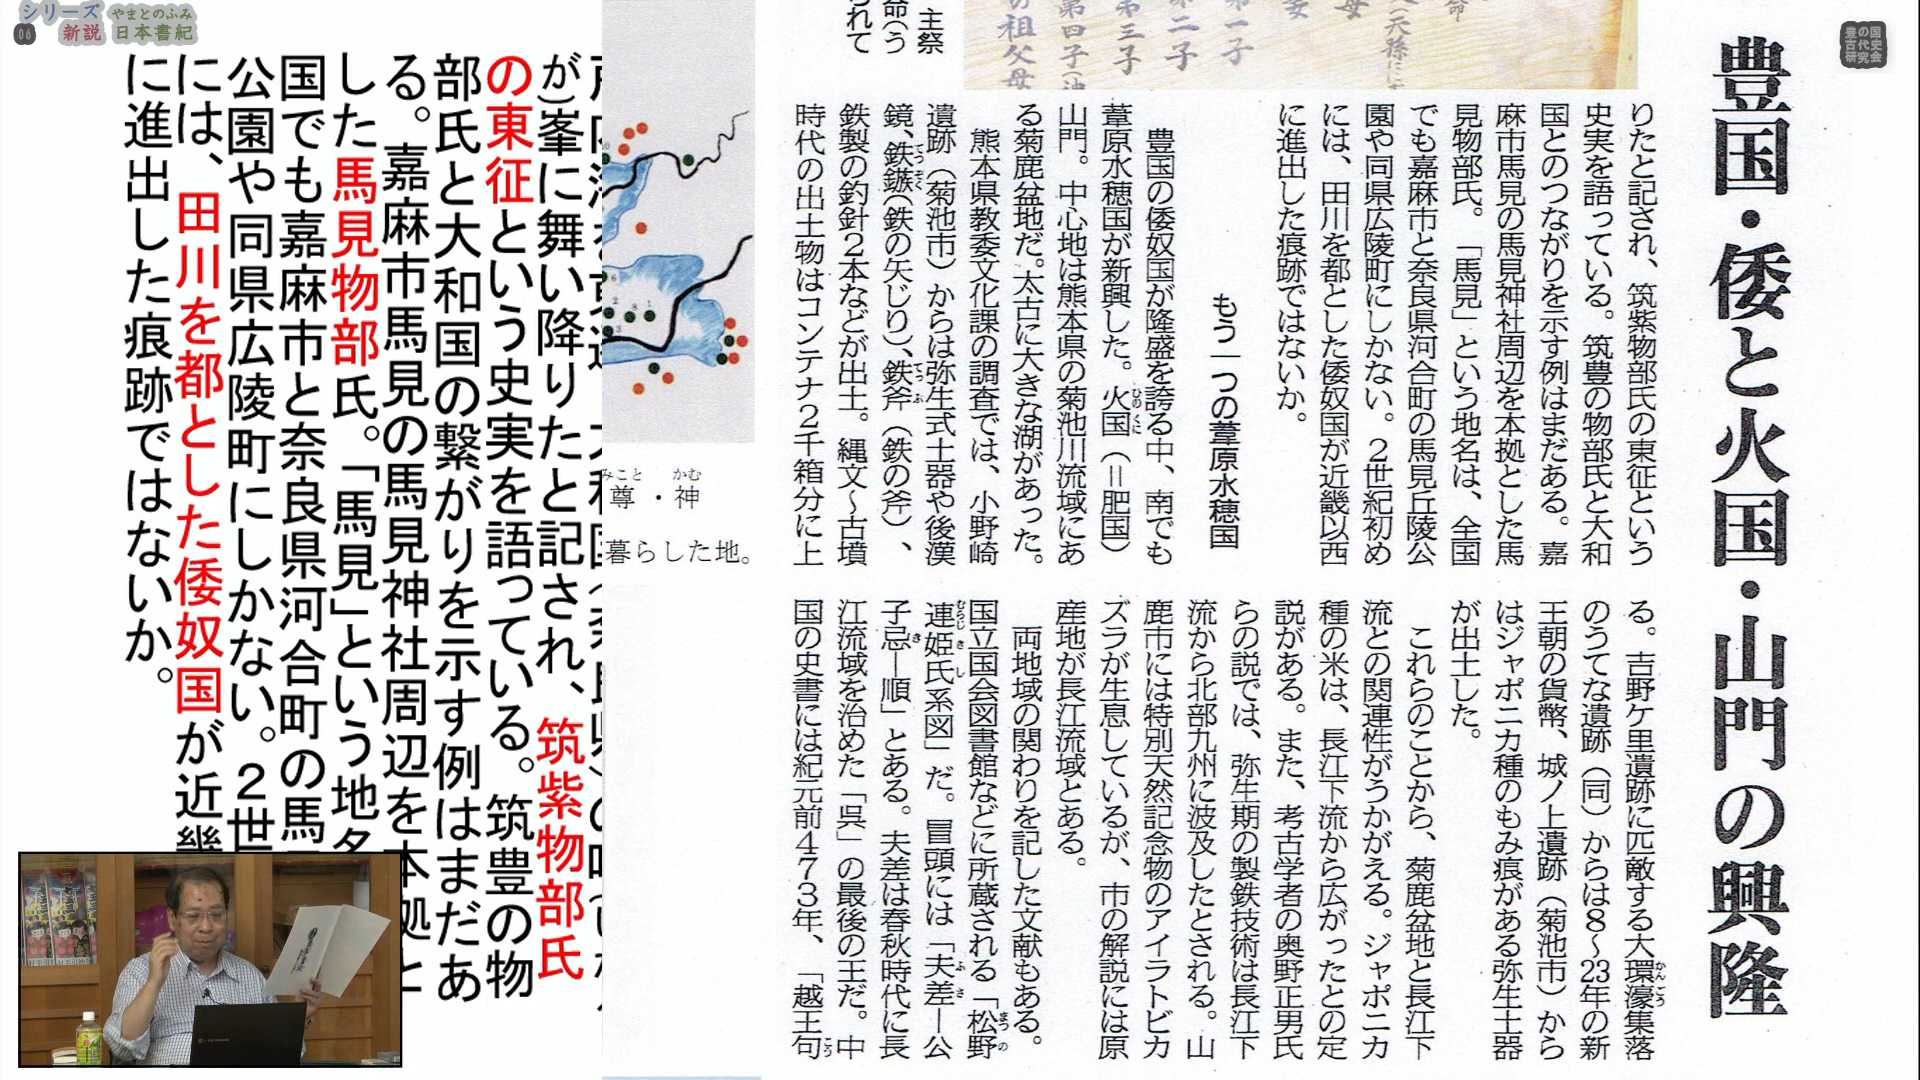 シリーズ
06
新説
やまとのふみ
日本書紀
豊の国
古代史
研究会
豊国・倭と火国・山門の興隆
りたと記され、筑紫物部氏の東征という
史実を語っている。筑豊の物部氏と大和
国とのつながりを示す例はまだある。嘉
麻市馬見の馬見神社周辺を本拠とした馬
見物部氏。「馬見」という地名は、全国
でも嘉麻市と奈良県河合町の馬見丘陵公
園や同県広陵町にしかない。2世紀初め
には、田川を都とした倭奴国が近畿以西
に進出した痕跡ではないか。
もう一つの葦原水穂国
豊国の倭奴国が隆盛を誇る中、南でも
葦原水穂国が新興した。火国（＝肥国）
山門。中心地は熊本県の菊池川流域にあ
る菊鹿盆地だ。太古に大きな湖があった。
熊本県教委文化課の調査では、小野崎
遺跡（菊池市）からは弥生式土器や後漢
鏡、鉄鏃（鉄の矢じり）、鉄斧（鉄の斧）、
鉄製の釣針2本などが出土。縄文〜古墳
時代の出土物はコンテナ2千箱分に上
る。吉野ケ里遺跡に匹敵する大環濠集落
のうてな遺跡（同）からは8〜23年の新
王朝の貨幣、城ノ上遺跡（菊池市）から
はジャポニカ種のもみ痕がある弥生土器
が出土した。
これらのことから、菊鹿盆地と長江下
流との関連性がうかがえる。ジャポニカ
種の米は、長江下流から広がったとの定
説がある。また、考古学者の奥野正男氏
らの説では、弥生期の製鉄技術は長江下
流から北部九州に波及したとされる。山
鹿市には特別天然記念物のアイラトビカ
ズラが生息しているが、市の解説には原
産地が長江流域とある。
両地域の関わりを記した文献もある。
国立国会図書館などに所蔵される「松野
連姫氏系図」だ。冒頭には「夫差―公
子忌―順」とある。夫差は春秋時代に長
江流域を治めた「呉」の最後の王だ。中
国の史書には紀元前473年、「越王句
主祭
命（う
られて
第一子
第二子
第三子
第四子
祖父母
みこと かむ
尊・神
暮らした地。
が）峯に舞い降りたと記され、筑紫物部氏
の東征という史実を語っている。筑豊の物
部氏と大和国の繋がりを示す例はまだあ
る。嘉麻市馬見の馬見神社周辺を本拠と
した馬見物部氏。「馬見」という地名
国でも嘉麻市と奈良県河合町の馬
公園や同県広陵町にしかない。2世
には、田川を都とした倭奴国が近畿
に進出した痕跡ではないか。